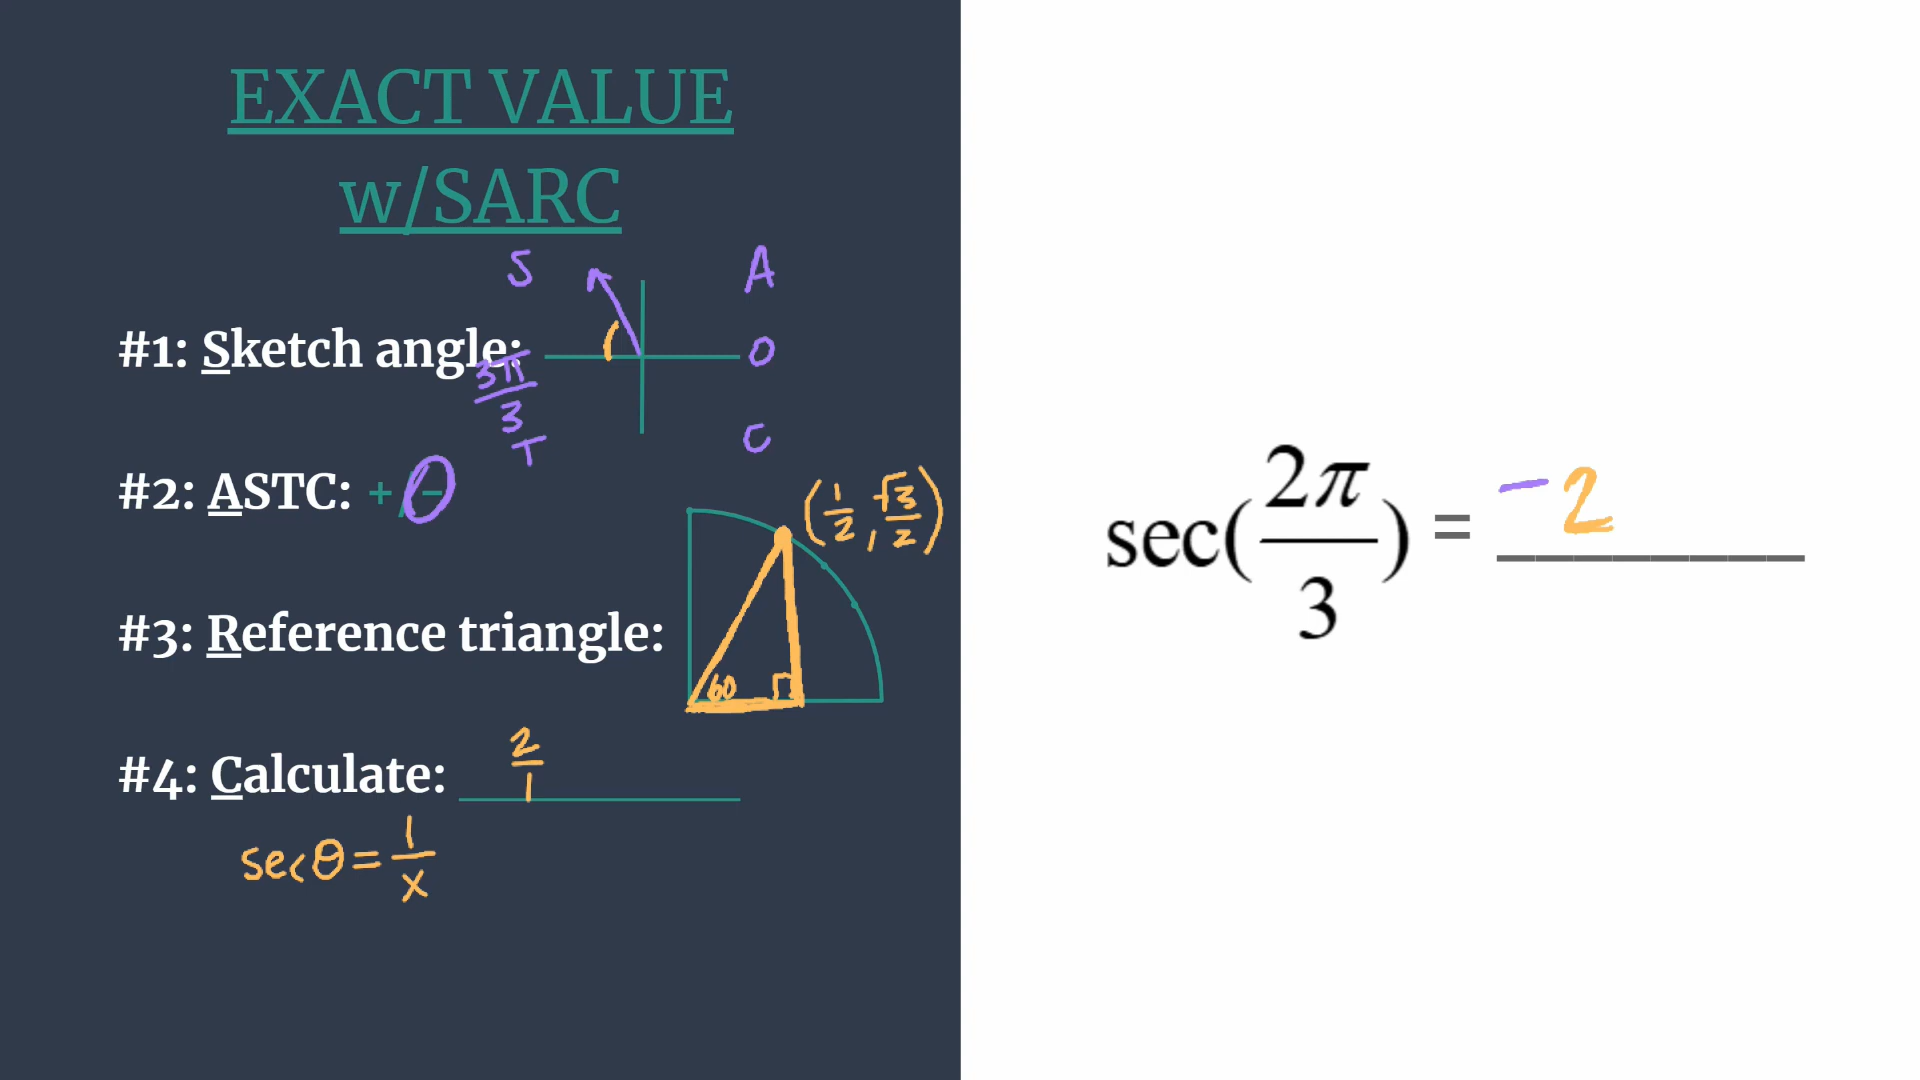 EXACT VALUE
w/SARC
S A
#1: Sketch angle: 0
3π/3
T C
#2: ASTC: +/-
(1/2, √3/2)
#3: Reference triangle:
60
#4: Calculate: 2/1
secθ = 1/x
sec(2π/3) = -2